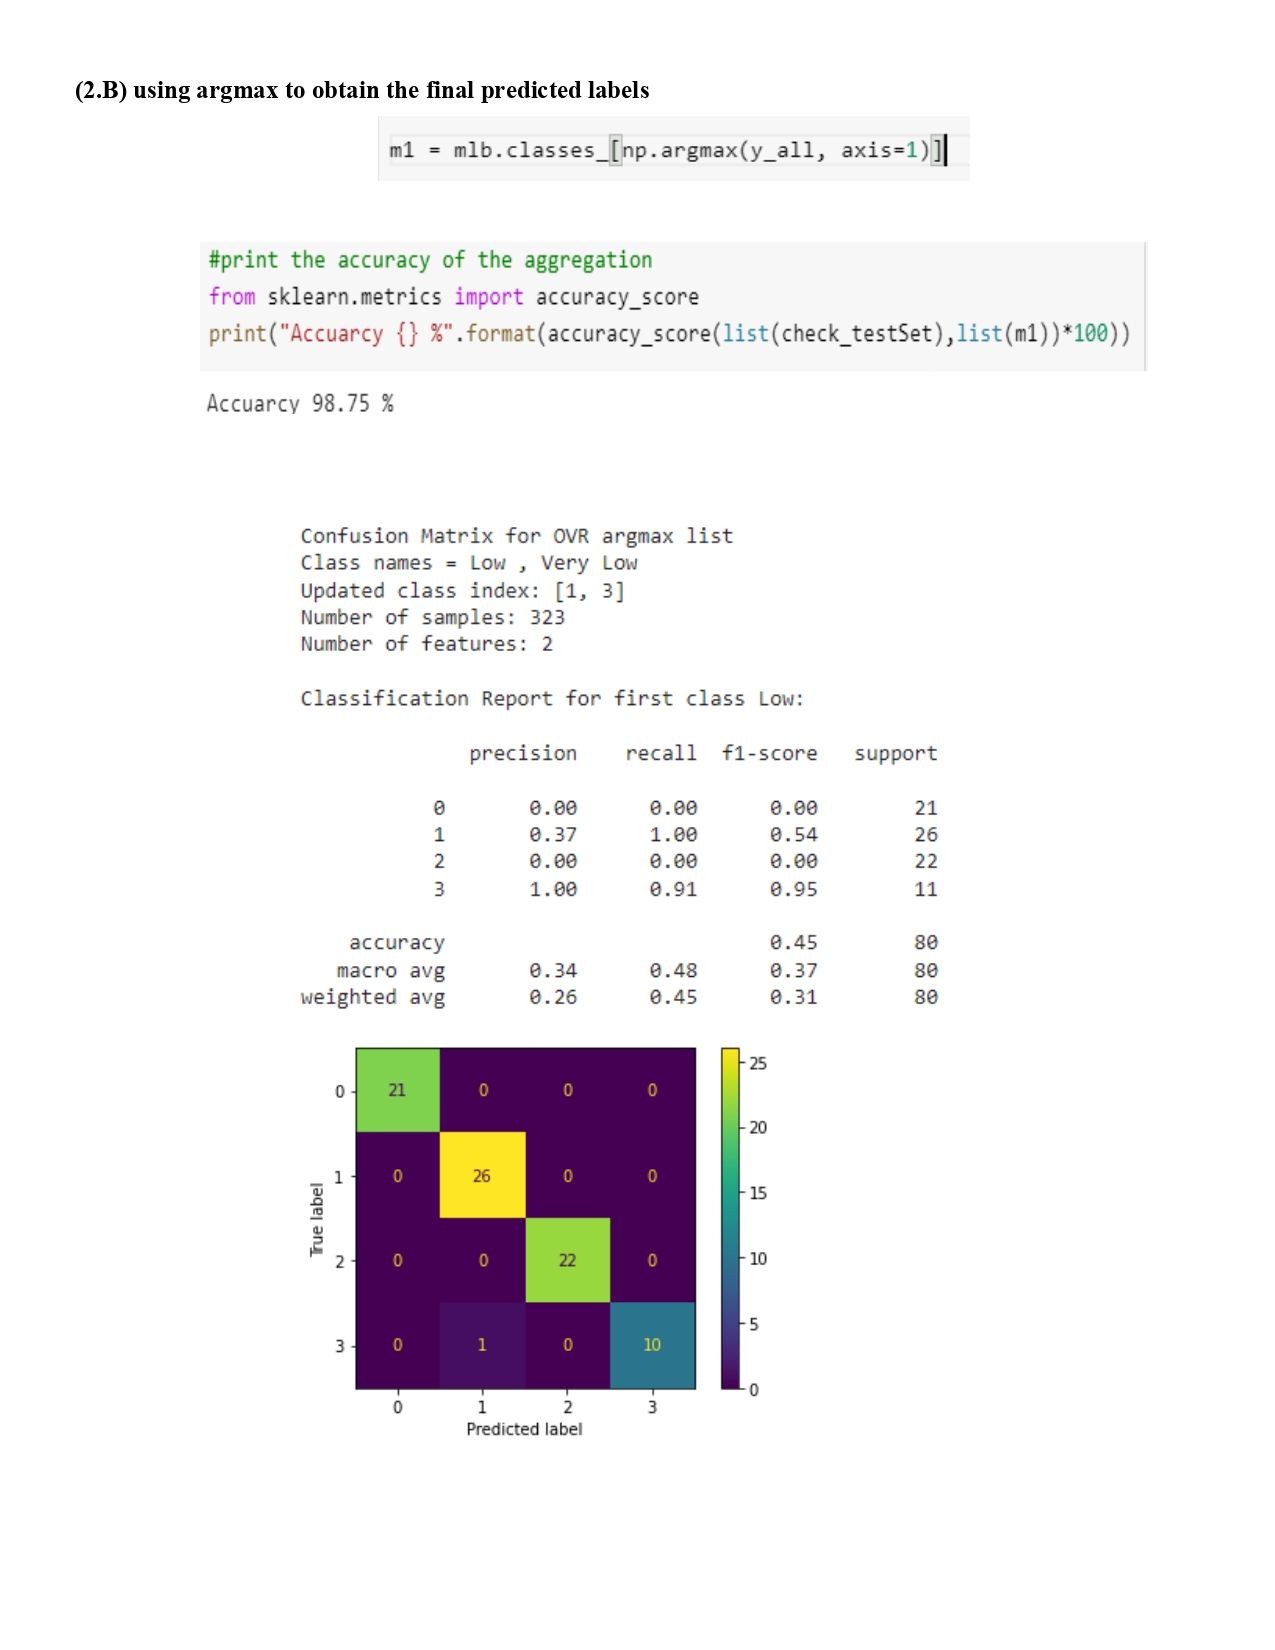 (2.B) using argmax to obtain the final predicted labels
m1 = mlb.classes_[np.argmax(y_all, axis=1)]
#print the accuracy of the aggregation
from sklearn.metrics import accuracy_score
print("Accuarcy {} %".format(accuracy_score(list(check_testSet),list(m1))*100))
Accuarcy 98.75 %
Confusion Matrix for OVR argmax list
Class names = Low , Very Low
Updated class index: [1, 3]
Number of samples: 323
Number of features: 2
Classification Report for first class Low:
precision recall f1-score support
0 0.00 0.00 0.00 21
1 0.37 1.00 0.54 26
2 0.00 0.00 0.00 22
3 1.00 0.91 0.95 11
accuracy 0.45 80
macro avg 0.34 0.48 0.37 80
weighted avg 0.26 0.45 0.31 80
0 21 0 0 0
1 0 26 0 0
2 0 0 22 0
3 0 1 0 10
True label
0 1 2 3
Predicted label
25
20
15
10
5
0